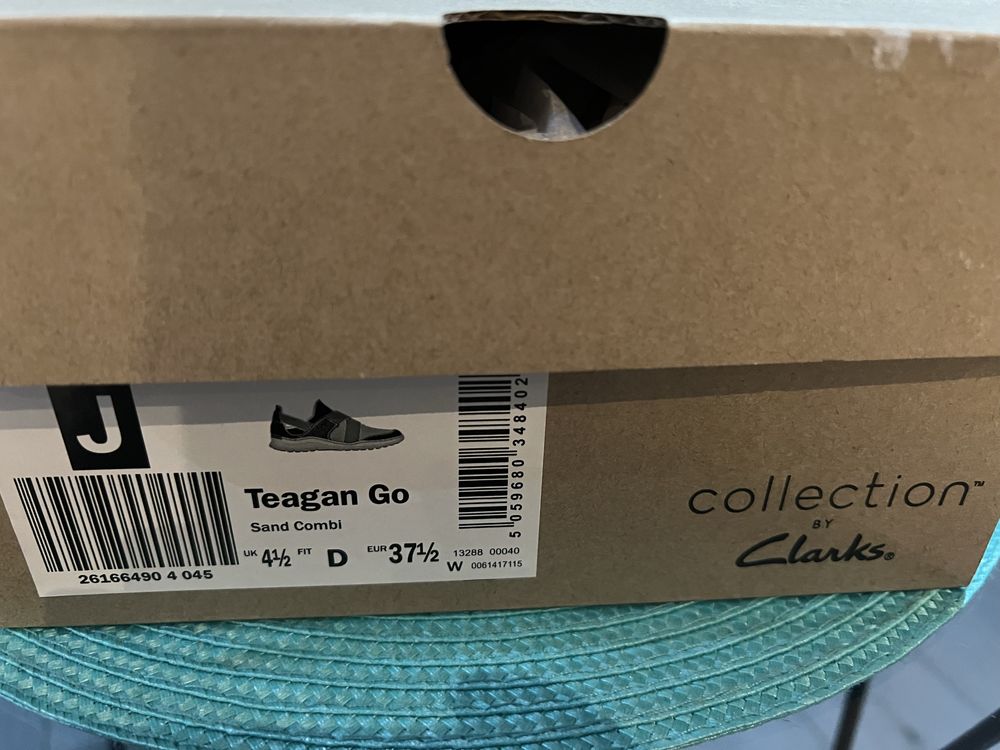 J
26166490 4 045
Teagan Go
Sand Combi
UK 4½ FIT D EUR 37½
W
13288 00040
0061417115
5 059680 348402
collection™
BY
Clarks®